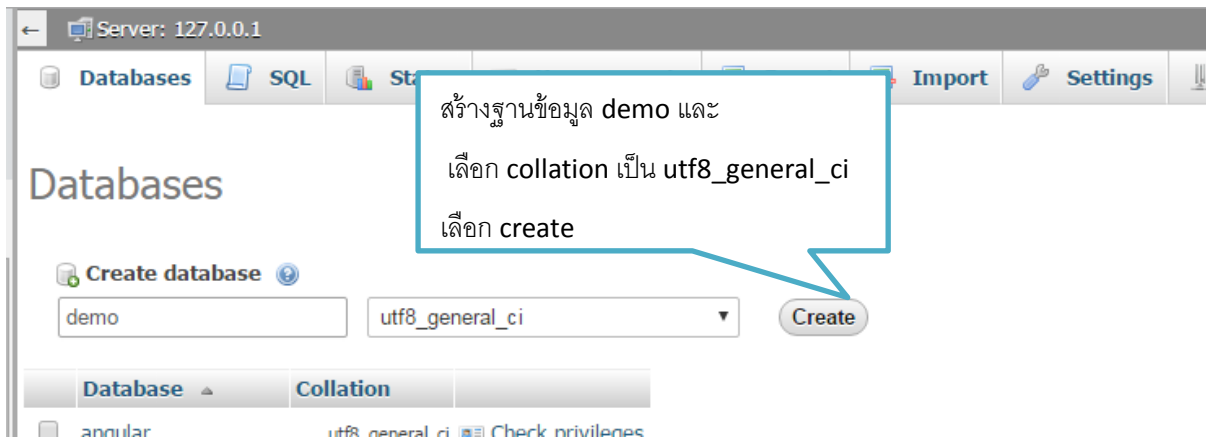 Server: 127.0.0.1
Databases SQL Import Settings
สร้างฐานข้อมูล demo และ
เลือก collation เป็น utf8_general_ci
เลือก create
Databases
Create database
demo utf8_general_ci Create
Database Collation
angular utf8_general_ci Check privileges